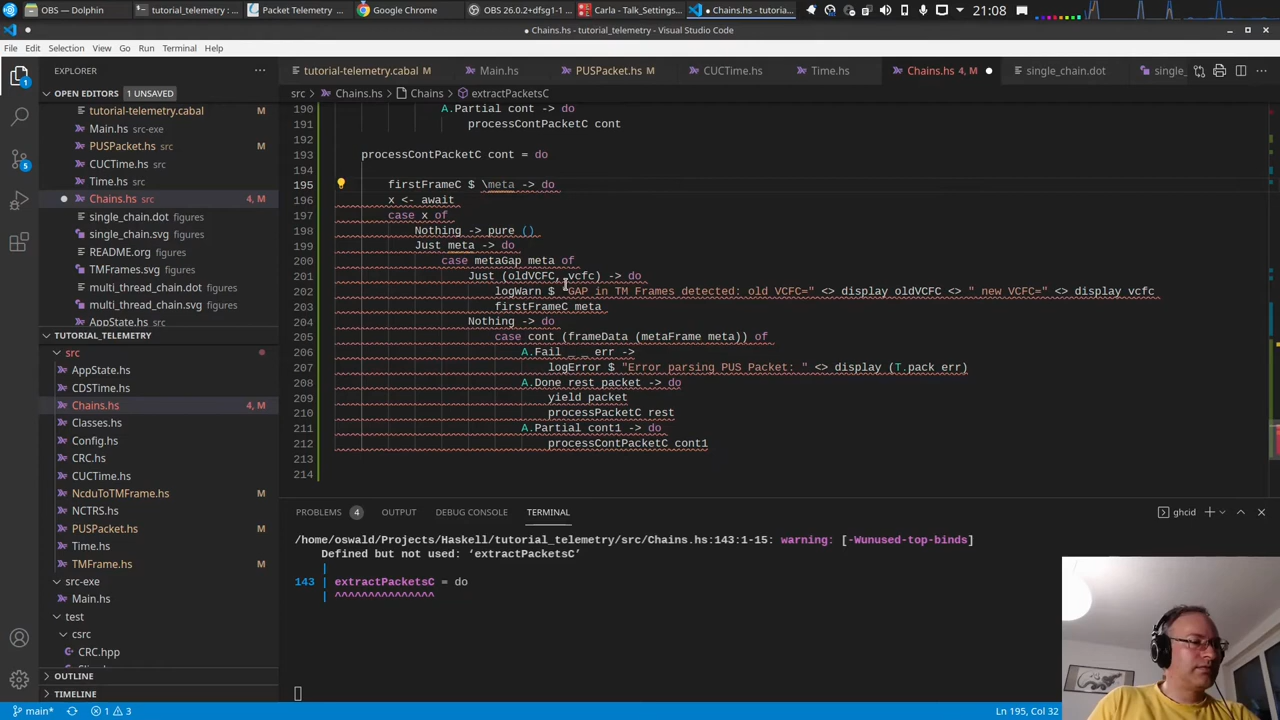 OBS — Dolphin
tutorial_telemetry :
Packet Telemetry
Google Chrome
OBS 26.0.2+dfsg1-1
Carla - Talk_Settings
● Chains.hs - tutoria
21:08
● Chains.hs - tutorial_telemetry - Visual Studio Code
File Edit Selection View Go Run Terminal Help
EXPLORER
tutorial-telemetry.cabal M
Main.hs
PUSPacket.hs M
CUCTime.hs
Time.hs
Chains.hs 4, M
single_chain.dot
single_
OPEN EDITORS 1 UNSAVED
tutorial-telemetry.cabal M
Main.hs src-exe
PUSPacket.hs src M
CUCTime.hs src
Time.hs src
Chains.hs src 4, M
single_chain.dot figures
single_chain.svg figures
README.org figures
TMFrames.svg figures
multi_thread_chain.dot figures
multi_thread_chain.svg figures
AppState.hs src
TUTORIAL_TELEMETRY
src
AppState.hs
CDSTime.hs
Chains.hs 4, M
Classes.hs
Config.hs
CRC.hs
CUCTime.hs
NcduToTMFrame.hs M
NCTRS.hs
PUSPacket.hs M
Time.hs
TMFrame.hs M
src-exe
Main.hs
test
csrc
CRC.hpp
OUTLINE
TIMELINE
src > Chains.hs > Chains > extractPacketsC
190 A.Partial cont -> do
191 processContPacketC cont
192
193 processContPacketC cont = do
194
195 firstFrameC $ \meta -> do
196 x <- await
197 case x of
198 Nothing -> pure ()
199 Just meta -> do
200 case metaGap meta of
201 Just (oldVCFC, vcfc) -> do
202 logWarn $ "GAP in TM Frames detected: old VCFC=" <> display oldVCFC <> " new VCFC=" <> display vcfc
203 firstFrameC meta
204 Nothing -> do
205 case cont (frameData (metaFrame meta)) of
206 A.Fail _ _ err ->
207 logError $ "Error parsing PUS Packet: " <> display (T.pack err)
208 A.Done rest packet -> do
209 yield packet
210 processPacketC rest
211 A.Partial cont1 -> do
212 processContPacketC cont1
213
214
PROBLEMS 4 OUTPUT DEBUG CONSOLE TERMINAL
ghcid
/home/oswald/Projects/Haskell/tutorial_telemetry/src/Chains.hs:143:1-15: warning: [-Wunused-top-binds]
Defined but not used: ‘extractPacketsC’
|
143 | extractPacketsC = do
| ^^^^^^^^^^^^^^^
main*
1 3
Ln 195, Col 32